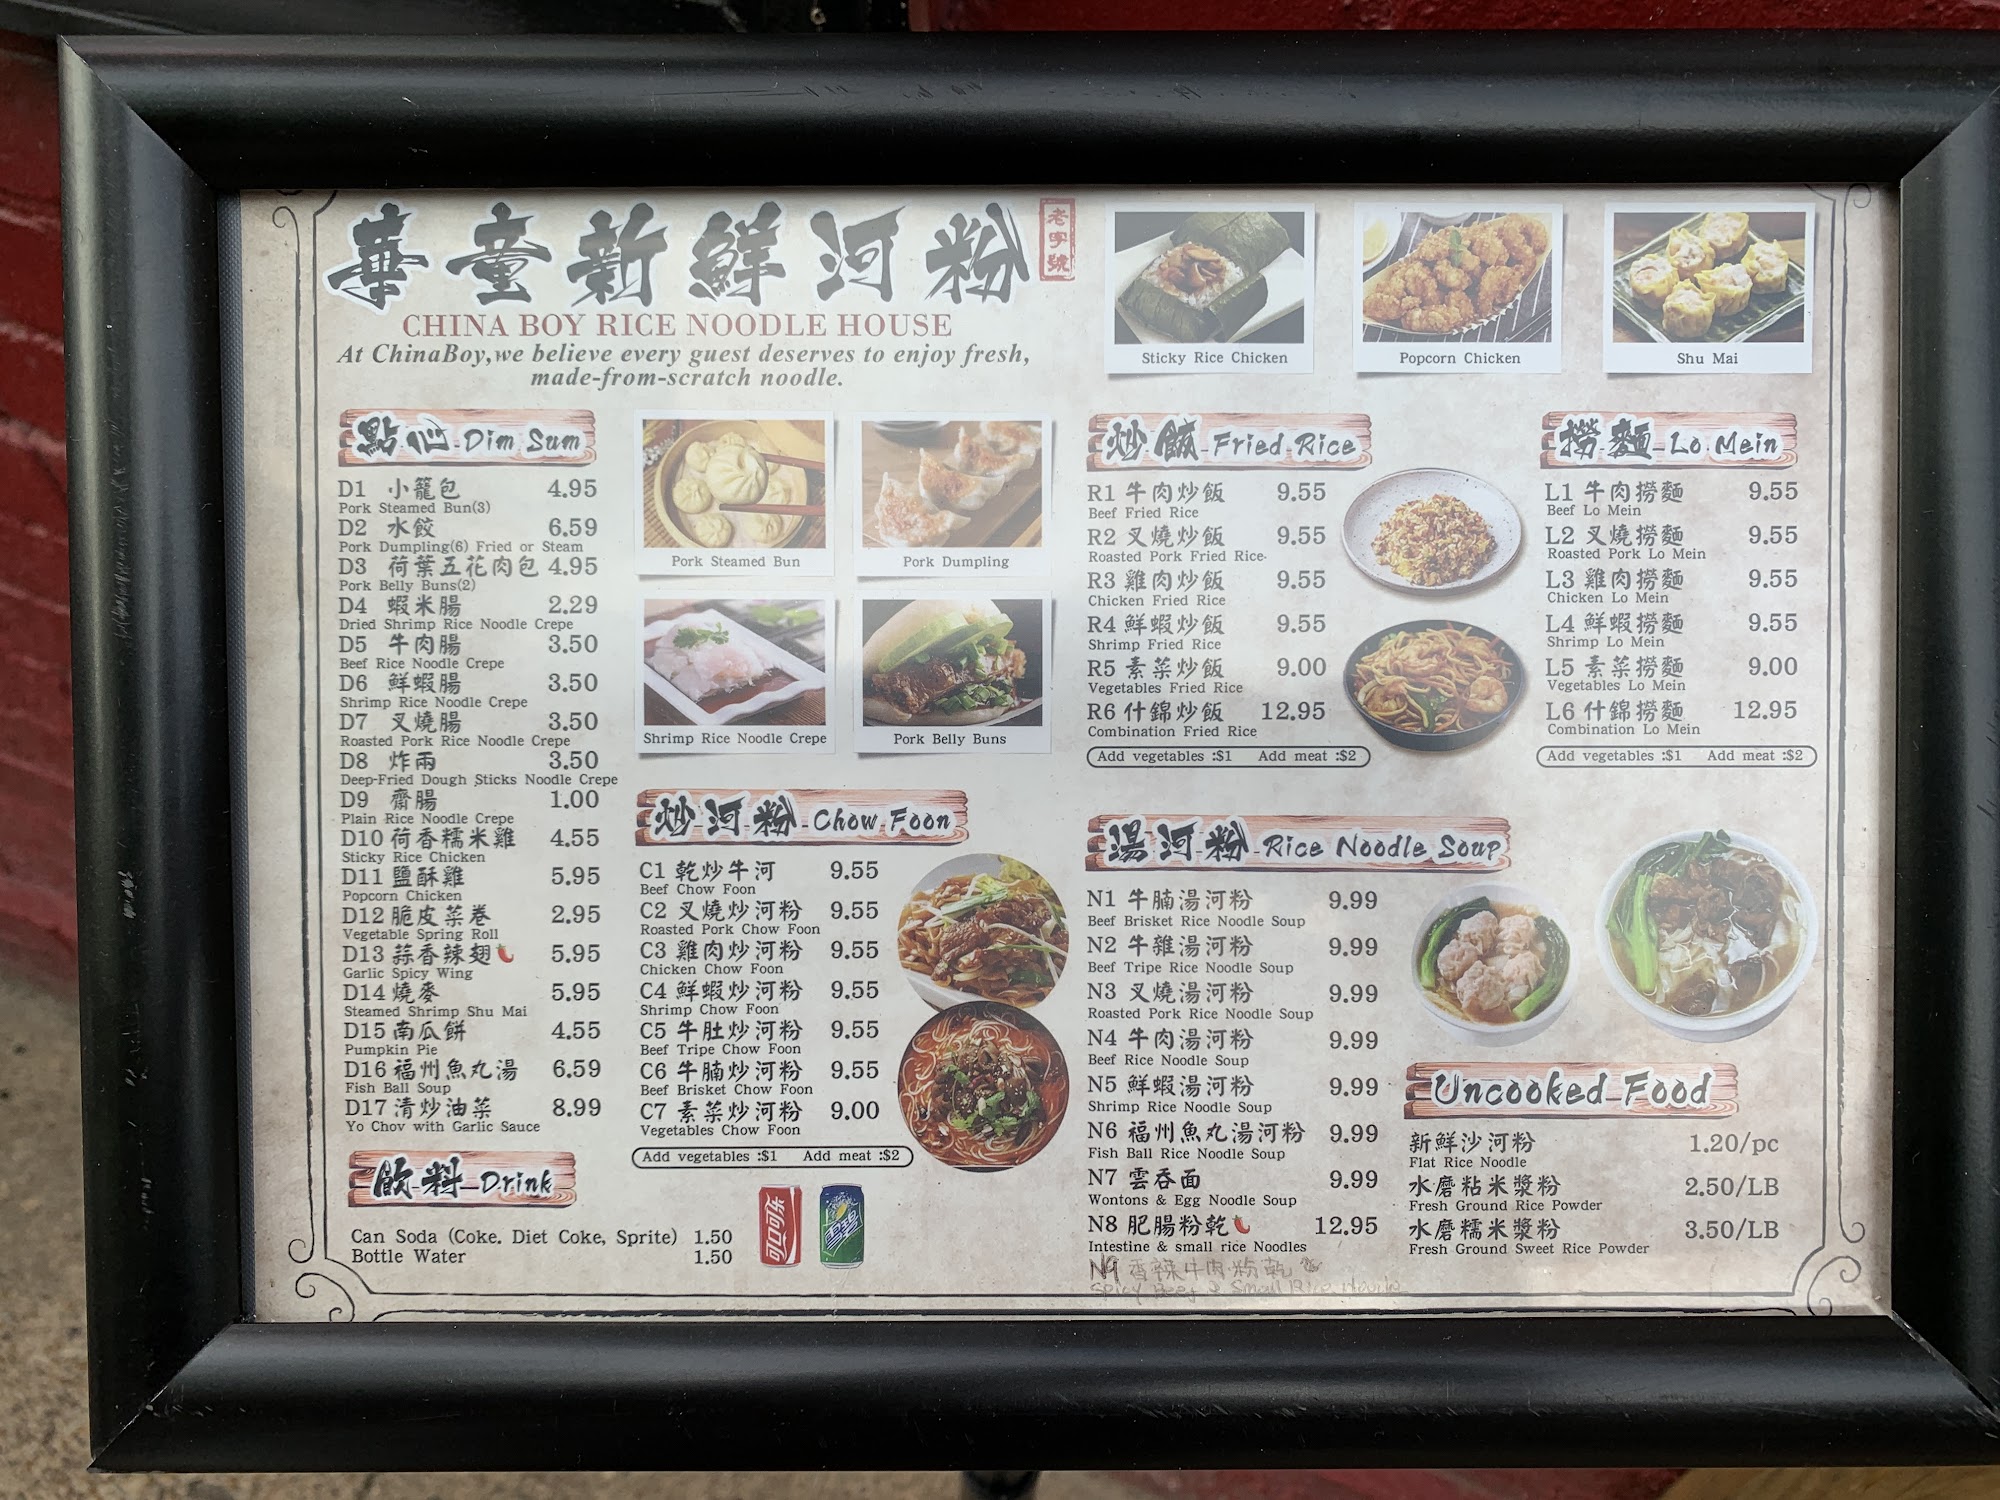 華童新鮮河粉
老字號
CHINA BOY RICE NOODLE HOUSE
At ChinaBoy,we believe every guest deserves to enjoy fresh,
made-from-scratch noodle.
Sticky Rice Chicken
Popcorn Chicken
Shu Mai
點心 Dim Sum
D1 小籠包 4.95
Pork Steamed Bun(3)
D2 水餃 6.59
Pork Dumpling(6) Fried or Steam
D3 荷葉五花肉包 4.95
Pork Belly Buns(2)
D4 蝦米腸 2.29
Dried Shrimp Rice Noodle Crepe
D5 牛肉腸 3.50
Beef Rice Noodle Crepe
D6 鮮蝦腸 3.50
Shrimp Rice Noodle Crepe
D7 叉燒腸 3.50
Roasted Pork Rice Noodle Crepe
D8 炸兩 3.50
Deep-Fried Dough Sticks Noodle Crepe
D9 齋腸 1.00
Plain Rice Noodle Crepe
D10 荷香糯米雞 4.55
Sticky Rice Chicken
D11 鹽酥雞 5.95
Popcorn Chicken
D12 脆皮菜卷 2.95
Vegetable Spring Roll
D13 蒜香辣翅 5.95
Garlic Spicy Wing
D14 燒麥 5.95
Steamed Shrimp Shu Mai
D15 南瓜餅 4.55
Pumpkin Pie
D16 福州魚丸湯 6.59
Fish Ball Soup
D17 清炒油菜 8.99
Yo Chov with Garlic Sauce
飲料 Drink
Can Soda (Coke. Diet Coke, Sprite) 1.50
Bottle Water 1.50
可口可乐
雪碧
Pork Steamed Bun
Pork Dumpling
Shrimp Rice Noodle Crepe
Pork Belly Buns
炒河粉 Chow Foon
C1 乾炒牛河 9.55
Beef Chow Foon
C2 叉燒炒河粉 9.55
Roasted Pork Chow Foon
C3 雞肉炒河粉 9.55
Chicken Chow Foon
C4 鮮蝦炒河粉 9.55
Shrimp Chow Foon
C5 牛肚炒河粉 9.55
Beef Tripe Chow Foon
C6 牛腩炒河粉 9.55
Beef Brisket Chow Foon
C7 素菜炒河粉 9.00
Vegetables Chow Foon
Add vegetables :$1 Add meat :$2
炒飯 Fried Rice
R1 牛肉炒飯 9.55
Beef Fried Rice
R2 叉燒炒飯 9.55
Roasted Pork Fried Rice
R3 雞肉炒飯 9.55
Chicken Fried Rice
R4 鮮蝦炒飯 9.55
Shrimp Fried Rice
R5 素菜炒飯 9.00
Vegetables Fried Rice
R6 什錦炒飯 12.95
Combination Fried Rice
Add vegetables :$1 Add meat :$2
撈麵 Lo Mein
L1 牛肉撈麵 9.55
Beef Lo Mein
L2 叉燒撈麵 9.55
Roasted Pork Lo Mein
L3 雞肉撈麵 9.55
Chicken Lo Mein
L4 鮮蝦撈麵 9.55
Shrimp Lo Mein
L5 素菜撈麵 9.00
Vegetables Lo Mein
L6 什錦撈麵 12.95
Combination Lo Mein
Add vegetables :$1 Add meat :$2
湯河粉 Rice Noodle Soup
N1 牛腩湯河粉 9.99
Beef Brisket Rice Noodle Soup
N2 牛雜湯河粉 9.99
Beef Tripe Rice Noodle Soup
N3 叉燒湯河粉 9.99
Roasted Pork Rice Noodle Soup
N4 牛肉湯河粉 9.99
Beef Rice Noodle Soup
N5 鮮蝦湯河粉 9.99
Shrimp Rice Noodle Soup
N6 福州魚丸湯河粉 9.99
Fish Ball Rice Noodle Soup
N7 雲吞面 9.99
Wontons & Egg Noodle Soup
N8 肥腸粉乾 12.95
Intestine & small rice Noodles
N9 香辣牛肉粉乾
Spicy Beef & Small Rice Noodle
Uncooked Food
新鮮沙河粉 1.20/pc
Flat Rice Noodle
水磨粘米漿粉 2.50/LB
Fresh Ground Rice Powder
水磨糯米漿粉 3.50/LB
Fresh Ground Sweet Rice Powder